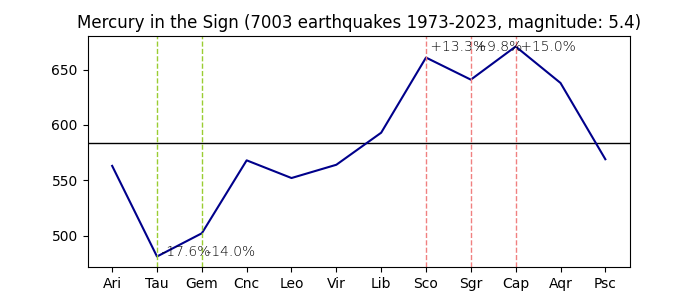 Mercury in the Sign (7003 earthquakes 1973-2023, magnitude: 5.4)
+13.3% +9.8% +15.0%
650
600
550
500
-17.6% -14.0%
Ari Tau Gem Cnc Leo Vir Lib Sco Sgr Cap Aqr Psc